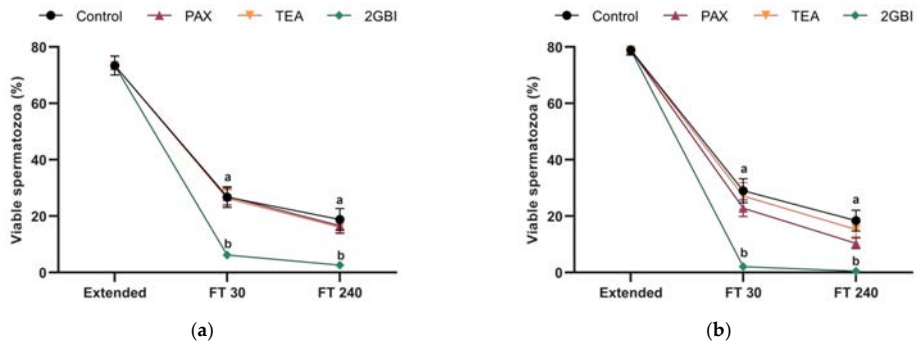 Control PAX TEA 2GBI
Viable spermatozoa (%)
80
60
40
20
0
a
b
a
b
Extended FT 30 FT 240
(a)
Control PAX TEA 2GBI
Viable spermatozoa (%)
80
60
40
20
0
a
b
a
b
Extended FT 30 FT 240
(b)